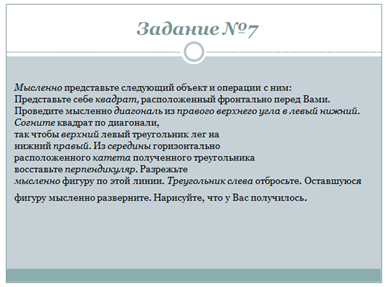 Задание №7
Мысленно представьте следующий объект и операции с ним:
Представьте себе квадрат, расположенный фронтально перед Вами.
Проведите мысленно диагональ из правого верхнего угла в левый нижний.
Согните квадрат по диагонали,
так чтобы верхний левый треугольник лег на
нижний правый. Из середины горизонтально
расположенного катета полученного треугольника
восставьте перпендикуляр. Разрежьте
мысленно фигуру по этой линии. Треугольник слева отбросьте. Оставшуюся
фигуру мысленно разверните. Нарисуйте, что у Вас получилось.